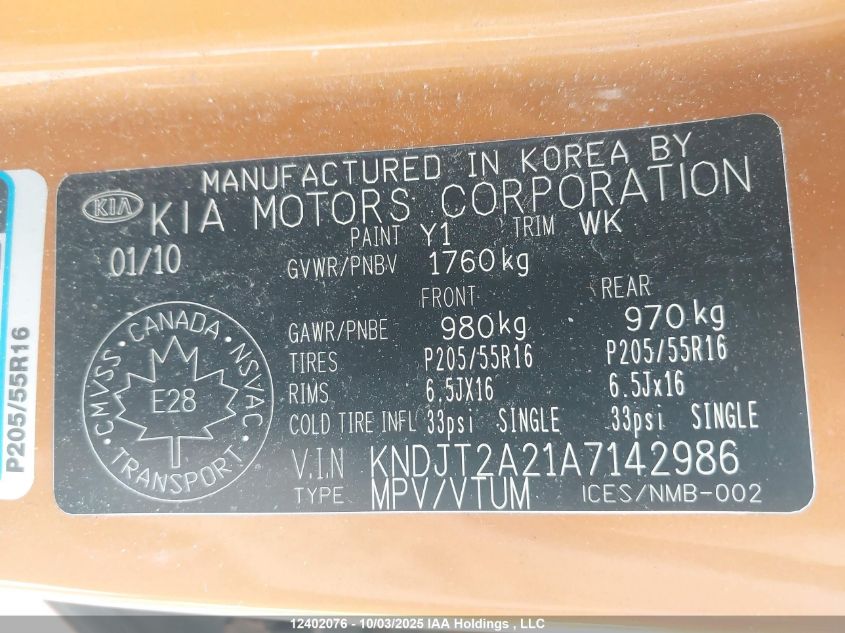 MANUFACTURED IN KOREA BY
KIA KIA MOTORS CORPORATION
01/10 PAINT Y1 TRIM WK
GVWR/PNBV 1760kg
FRONT REAR
GAWR/PNBE 980kg 970kg
TIRES P205/55R16 P205/55R16
RIMS 6.5JX16 6.5Jx16
COLD TIRE INFL 33psi SINGLE 33psi SINGLE
V.I.N KNDJT2A21A7142986
TYPE MPV/VTUM ICES/NMB-002
CMVSS · CANADA · NSVAC
E28
TRANSPORT
P205/55R16
12402076 - 10/03/2025 IAA Holdings , LLC